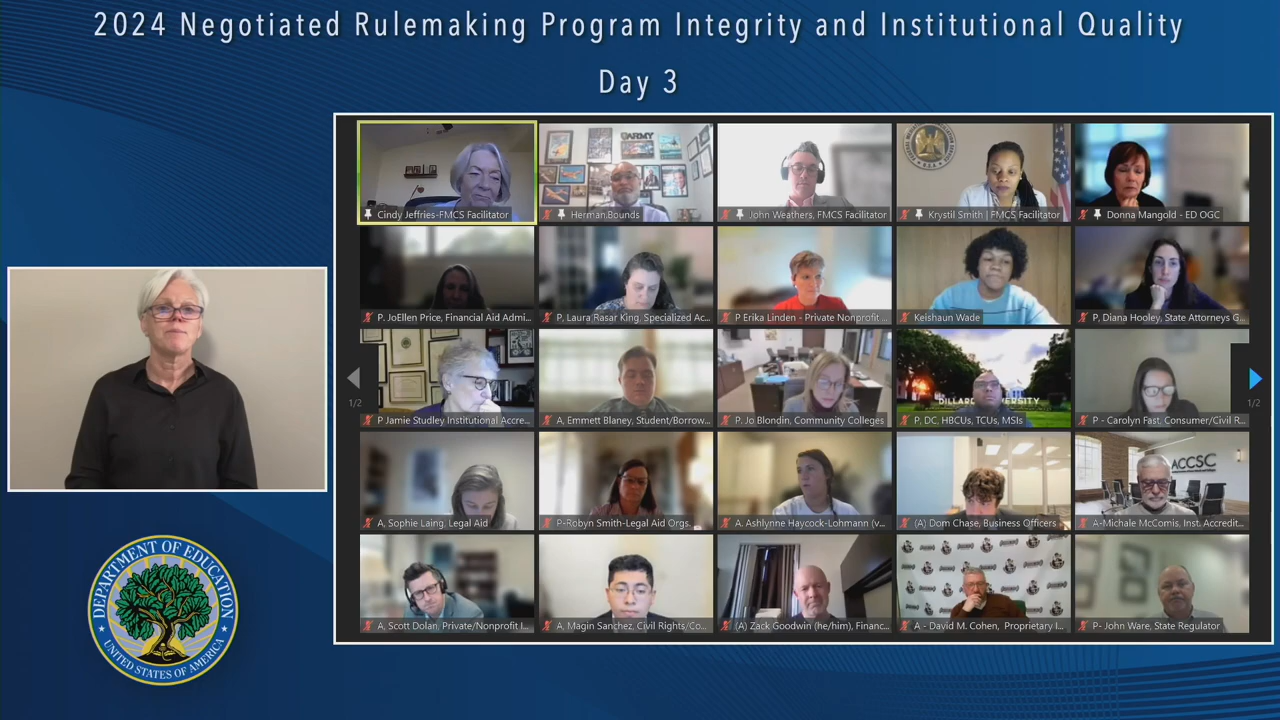 2024 Negotiated Rulemaking Program Integrity and Institutional Quality
Day 3
Cindy Jeffries-FMCS Facilitator
ARMY
Herman Bounds
John Weathers, FMCS Facilitator
Krystil Smith | FMCS Facilitator
Donna Mangold - ED OGC
P. JoEllen Price, Financial Aid Admi...
P, Laura Rasar King, Specialized Ac...
P Erika Linden - Private Nonprofit ...
Keishaun Wade
P, Diana Hooley, State Attorneys G...
P Jamie Studley Institutional Accre...
A, Emmett Blaney, Student/Borrow...
P. Jo Blondin, Community Colleges
P, DC, HBCUs, TCUs, MSIs
P - Carolyn Fast, Consumer/Civil R...
1/2
1/2
A, Sophie Laing, Legal Aid
P-Robyn Smith-Legal Aid Orgs.
A. Ashlynne Haycock-Lohmann (v...
(A) Dom Chase, Business Officers
ACCSC
A-Michale McComis, Inst. Accredit...
A, Scott Dolan, Private/Nonprofit I...
A, Magin Sanchez, Civil Rights/Co...
(A) Zack Goodwin (he/him), Financ...
A - David M. Cohen, Proprietary I...
P- John Ware, State Regulator
DEPARTMENT OF EDUCATION
UNITED STATES OF AMERICA